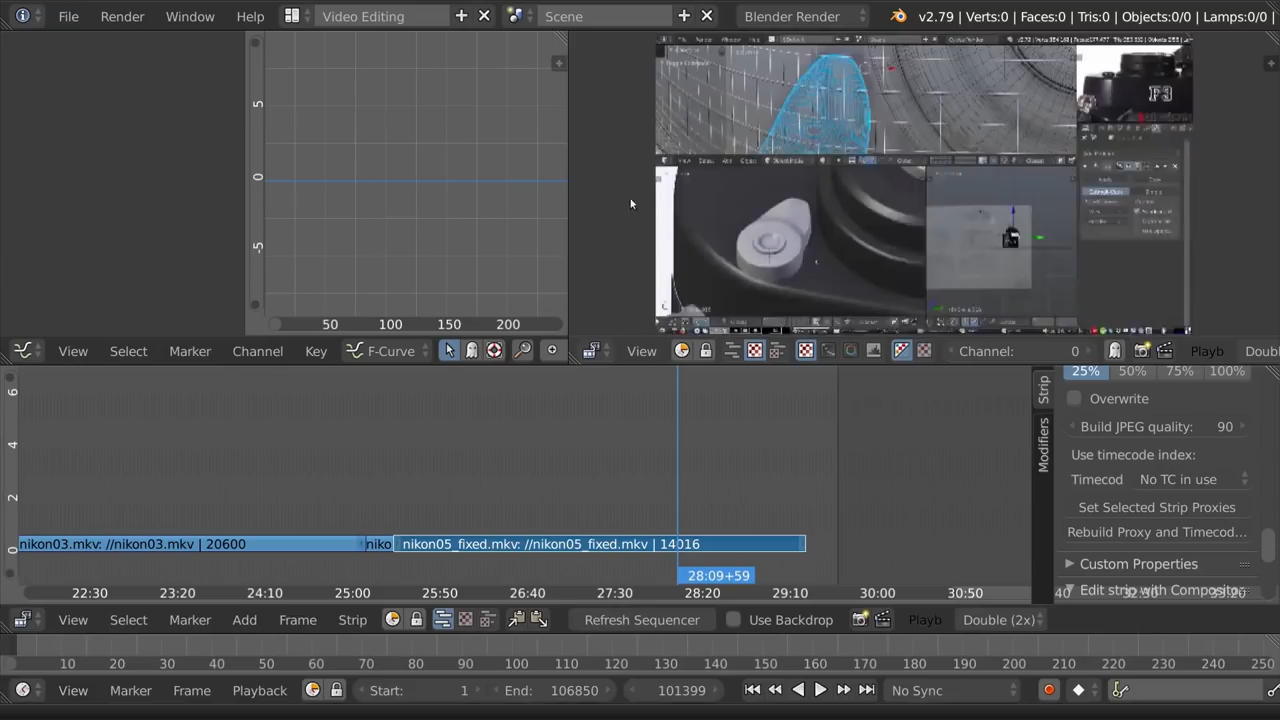 File Render Window Help Video Editing Scene Blender Render v2.79 | Verts:0 | Faces:0 | Tris:0 | Objects:0/0 | Lamps:0/0 |
5
0
-5
50 100 150 200
F3
View Select Marker Channel Key F-Curve View Channel: 0 Playb Doub
25% 50% 75% 100%
Overwrite
Build JPEG quality: 90
Use timecode index:
Timecod No TC in use
Set Selected Strip Proxies
Rebuild Proxy and Timecod...
Custom Properties
Edit strip with Composito
Strip
Modifiers
6
4
2
0
nikon03.mkv: //nikon03.mkv | 20600 niko nikon05_fixed.mkv: //nikon05_fixed.mkv | 14016
28:09+59
22:30 23:20 24:10 25:00 25:50 26:40 27:30 28:20 29:10 30:00 30:50
View Select Marker Add Frame Strip Refresh Sequencer Use Backdrop Playb Double (2x)
10 20 30 40 50 60 70 80 90 100 110 120 130 140 150 160 170 180 190 200 210 220 230 240 250
View Marker Frame Playback Start: 1 End: 106850 101399 No Sync